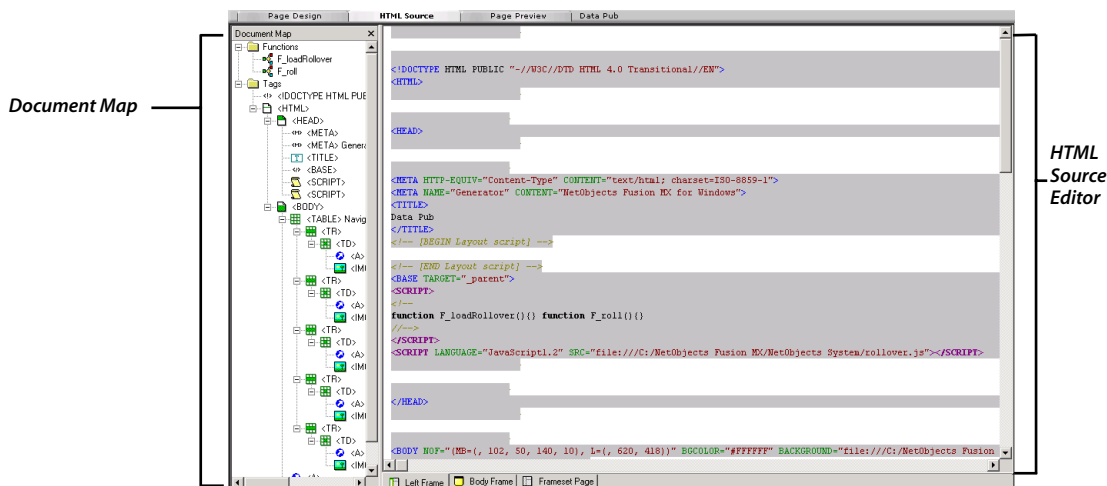 Page Design HTML Source Page Preview Data Pub
Document Map
Functions
F_loadRollover
F_roll
Tags
<!DOCTYPE HTML PUB
<HTML>
<HEAD>
<META>
<META> Genera
<TITLE>
<BASE>
<SCRIPT>
<SCRIPT>
<BODY>
<TABLE> Navig
<TR>
<TD>
<A>
<IM
<TR>
<TD>
<A>
<IM
<TR>
<TD>
<A>
<IM
<TR>
<TD>
<A>
<IM
<TR>
<TD>
<A>
<IM
<A>
Document Map
<!DOCTYPE HTML PUBLIC "-//W3C//DTD HTML 4.0 Transitional//EN">
<HTML>
<HEAD>
<META HTTP-EQUIV="Content-Type" CONTENT="text/html; charset=ISO-8859-1">
<META NAME="Generator" CONTENT="NetObjects Fusion MX for Windows">
<TITLE>
Data Pub
</TITLE>
<!-- [BEGIN Layout script] -->
<!-- [END Layout script] -->
<BASE TARGET="_parent">
<SCRIPT>
<!--
function F_loadRollover(){} function F_roll(){}
//-->
</SCRIPT>
<SCRIPT LANGUAGE="JavaScript1.2" SRC="file:///C:/NetObjects Fusion MX/NetObjects System/rollover.js"></SCRIPT>
</HEAD>
<BODY NOF="(MB=(, 102, 50, 140, 10), L=(, 620, 418))" BGCOLOR="#FFFFFF" BACKGROUND="file:///C:/NetObjects Fusion
Left Frame Body Frame Frameset Page
HTML
Source
Editor